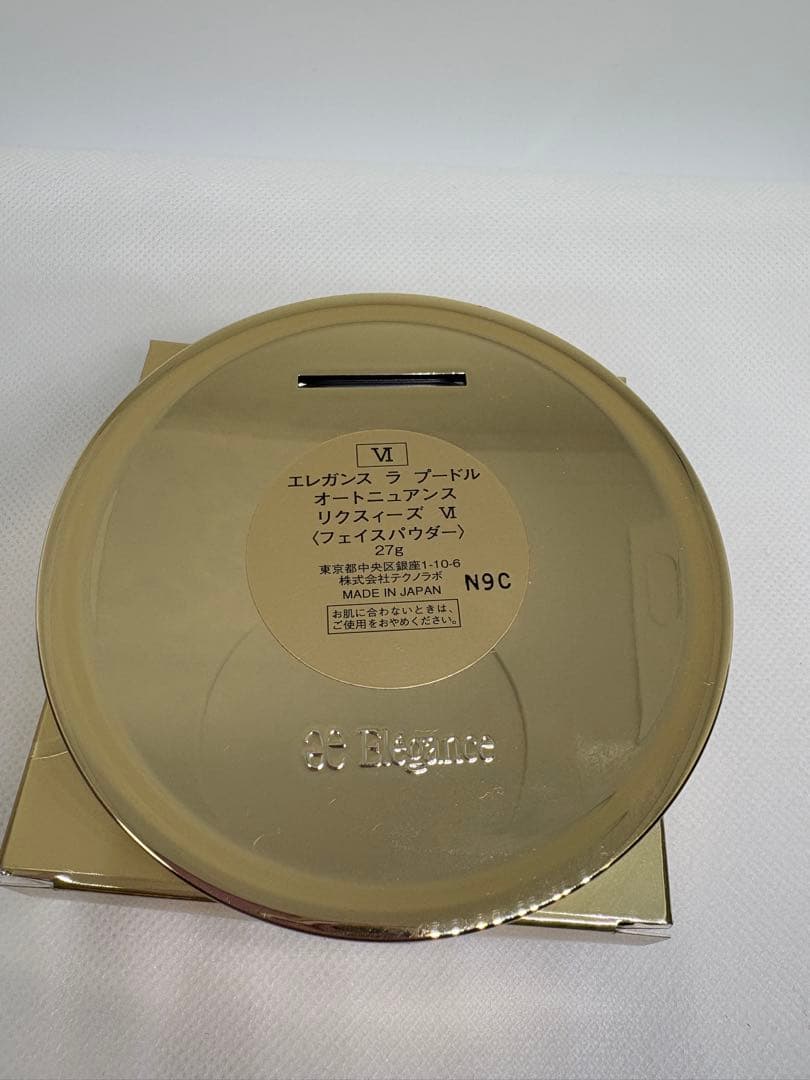 Ⅵ
エレガンス ラ プードル
オートニュアンス
リクスィーズ Ⅵ
〈フェイスパウダー〉
27g
東京都中央区銀座1-10-6
株式会社テクノラボ
MADE IN JAPAN
N9C
お肌に合わないときは、
ご使用をおやめください。
Elégance